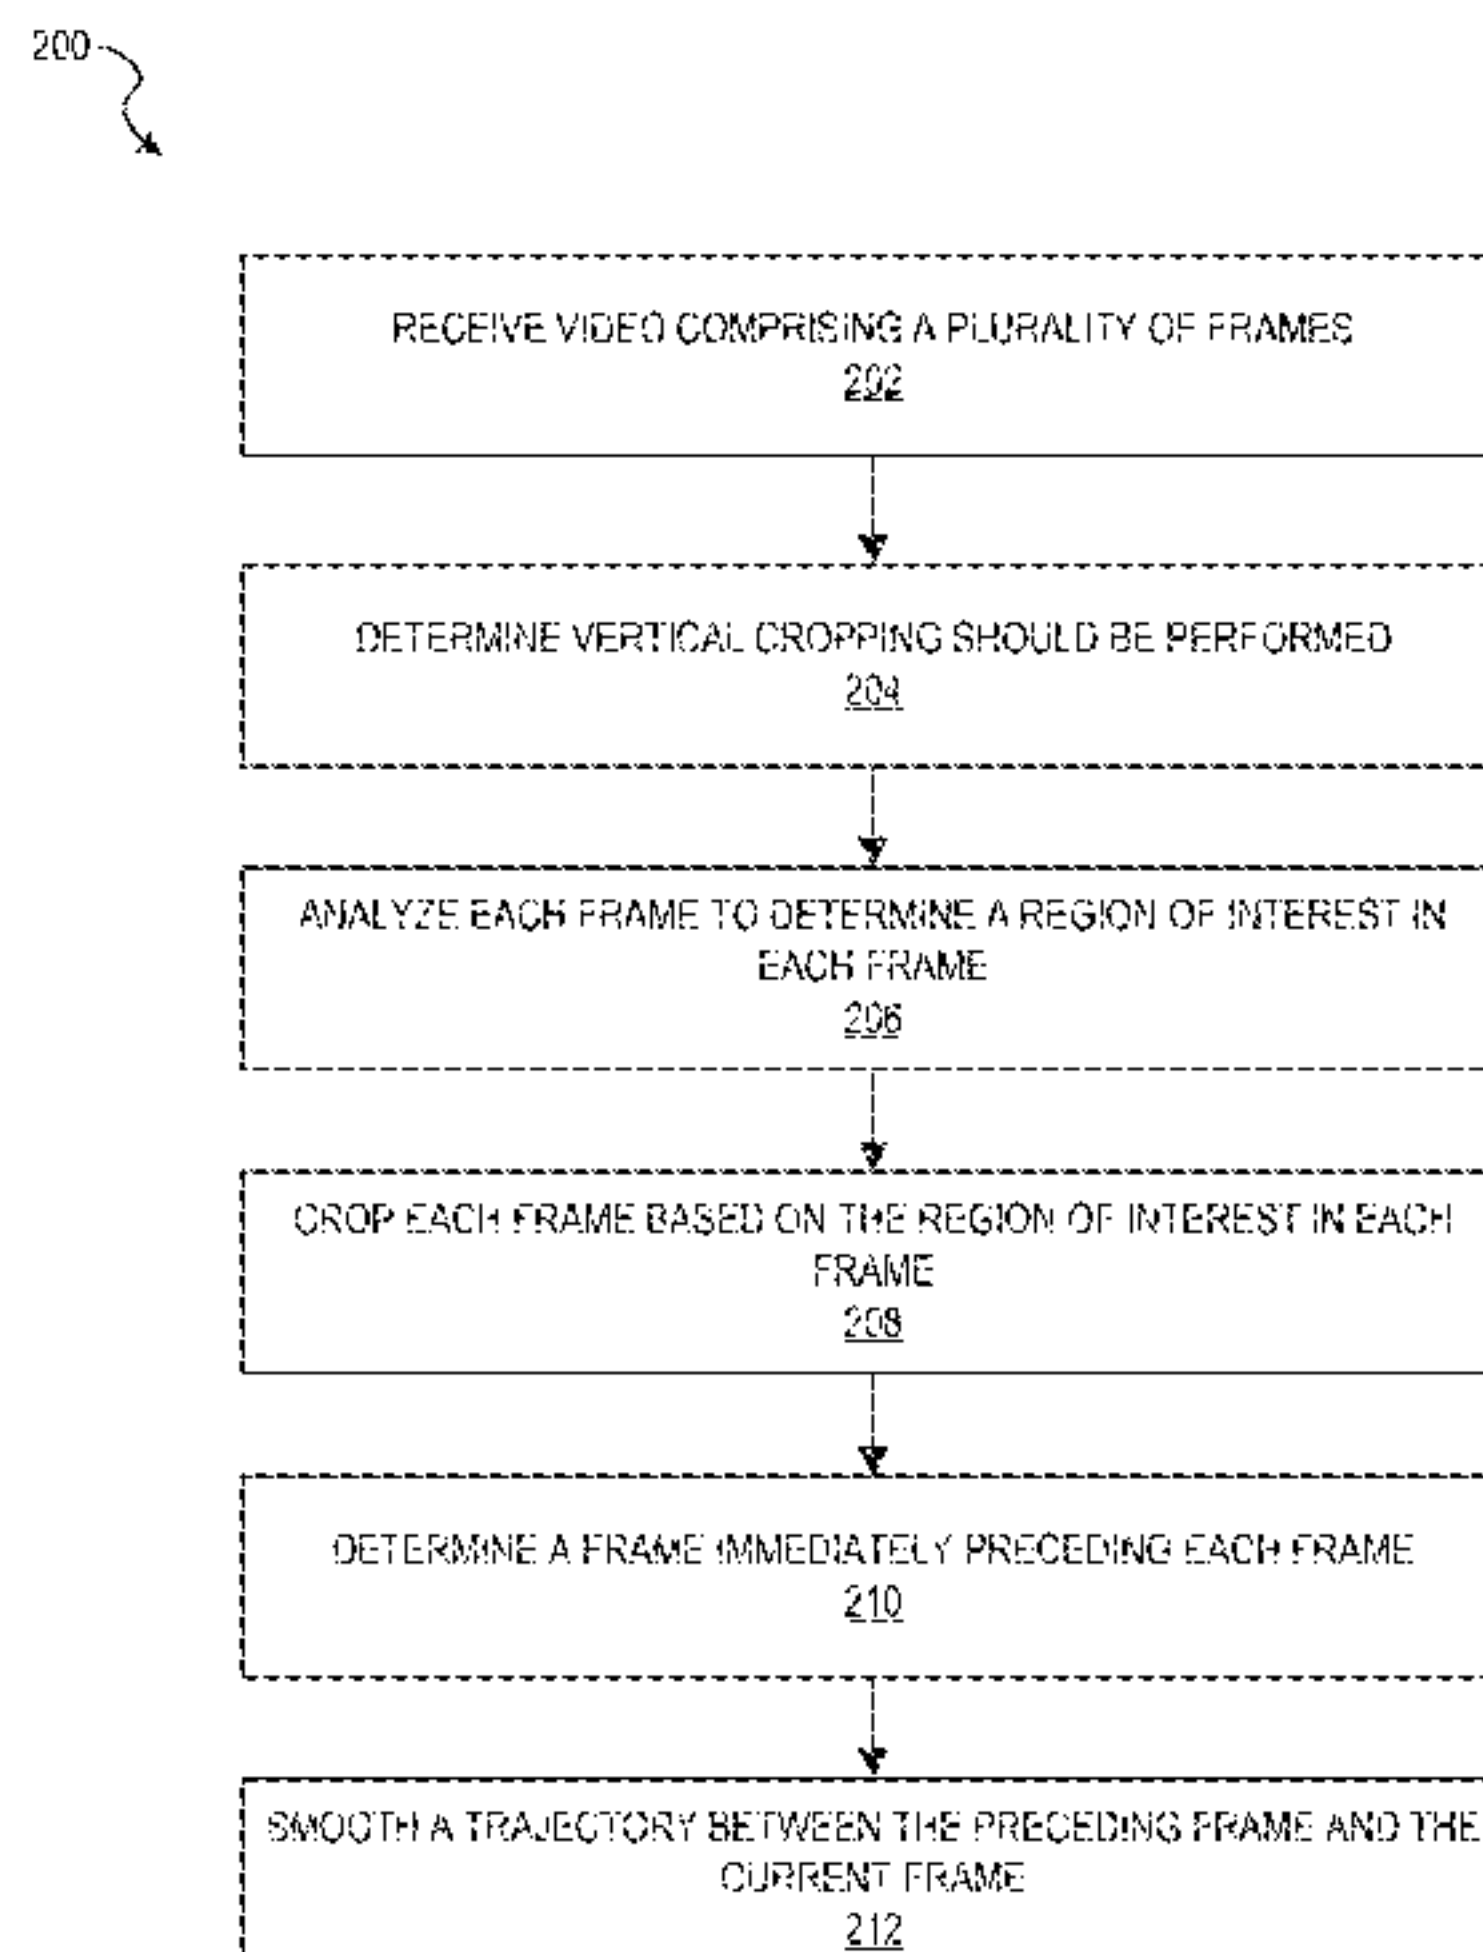 200
RECEIVE VIDEO COMPRISING A PLURALITY OF FRAMES
202
DETERMINE VERTICAL CROPPING SHOULD BE PERFORMED
204
ANALYZE EACH FRAME TO DETERMINE A REGION OF INTEREST IN
EACH FRAME
206
CROP EACH FRAME BASED ON THE REGION OF INTEREST IN EACH
FRAME
208
DETERMINE A FRAME IMMEDIATELY PRECEDING EACH FRAME
210
SMOOTH A TRAJECTORY BETWEEN THE PRECEDING FRAME AND THE
CURRENT FRAME
212